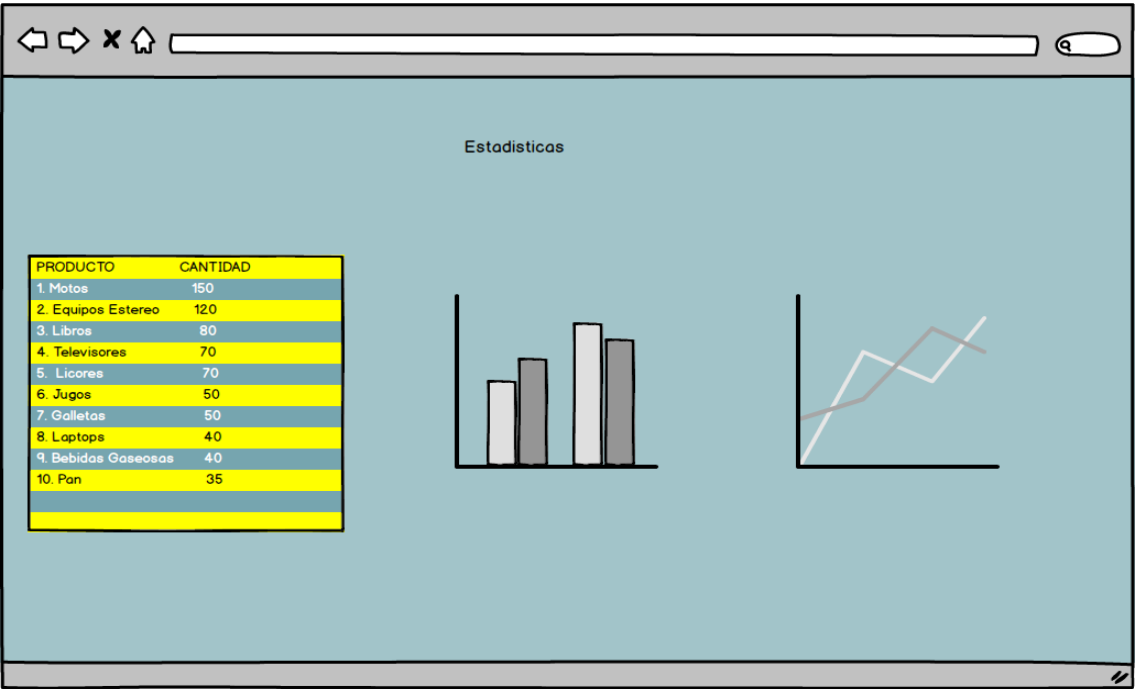 Estadisticas
PRODUCTO CANTIDAD
1. Motos 150
2. Equipos Estereo 120
3. Libros 80
4. Televisores 70
5. Licores 70
6. Jugos 50
7. Galletas 50
8. Laptops 40
9. Bebidas Gaseosas 40
10. Pan 35